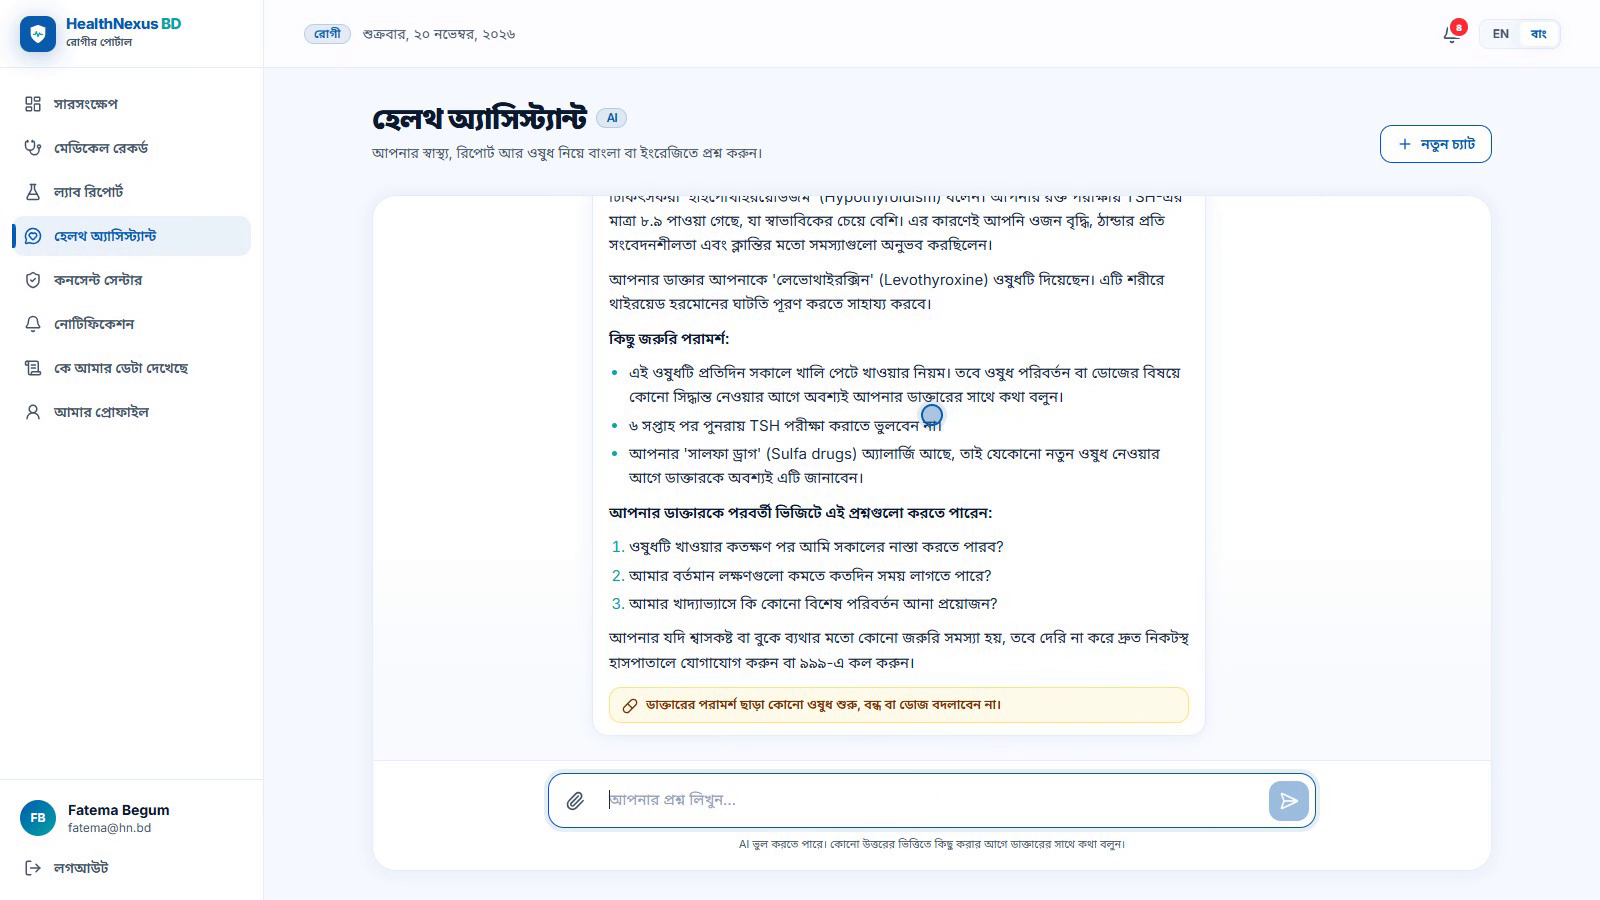 HealthNexus BD
রোগীর পোর্টাল
সারসংক্ষেপ
মেডিকেল রেকর্ড
ল্যাব রিপোর্ট
হেলথ অ্যাসিস্ট্যান্ট
কনসেন্ট সেন্টার
নোটিফিকেশন
কে আমার ডেটা দেখেছে
আমার প্রোফাইল
FB
Fatema Begum
fatema@hn.bd
লগআউট
রোগী শুক্রবার, ২০ নভেম্বর, ২০২৬
8
EN বাং
হেলথ অ্যাসিস্ট্যান্ট AI
আপনার স্বাস্থ্য, রিপোর্ট আর ওষুধ নিয়ে বাংলা বা ইংরেজিতে প্রশ্ন করুন।
নতুন চ্যাট
(Hypothyroidism) বলেন। আপনার রক্ত পরীক্ষায় TSH-এর
মাত্রা ৮.৯ পাওয়া গেছে, যা স্বাভাবিকের চেয়ে বেশি। এর কারণেই আপনি ওজন বৃদ্ধি, ঠান্ডার প্রতি
সংবেদনশীলতা এবং ক্লান্তির মতো সমস্যাগুলো অনুভব করছিলেন।
আপনার ডাক্তার আপনাকে 'লেভোথাইরক্সিন' (Levothyroxine) ওষুধটি দিয়েছেন। এটি শরীরে
থাইরয়েড হরমোনের ঘাটতি পূরণ করতে সাহায্য করবে।
কিছু জরুরি পরামর্শ:
• এই ওষুধটি প্রতিদিন সকালে খালি পেটে খাওয়ার নিয়ম। তবে ওষুধ পরিবর্তন বা ডোজের বিষয়ে
কোনো সিদ্ধান্ত নেওয়ার আগে অবশ্যই আপনার ডাক্তারের সাথে কথা বলুন।
• ৬ সপ্তাহ পর পুনরায় TSH পরীক্ষা করাতে ভুলবেন না।
• আপনার 'সালফা ড্রাগ' (Sulfa drugs) অ্যালার্জি আছে, তাই যেকোনো নতুন ওষুধ নেওয়ার
আগে ডাক্তারকে অবশ্যই এটি জানাবেন।
আপনার ডাক্তারকে পরবর্তী ভিজিটে এই প্রশ্নগুলো করতে পারেন:
1. ওষুধটি খাওয়ার কতক্ষণ পর আমি সকালের নাস্তা করতে পারব?
2. আমার বর্তমান লক্ষণগুলো কমতে কতদিন সময় লাগতে পারে?
3. আমার খাদ্যাভ্যাসে কি কোনো বিশেষ পরিবর্তন আনা প্রয়োজন?
আপনার যদি শ্বাসকষ্ট বা বুকে ব্যথার মতো কোনো জরুরি সমস্যা হয়, তবে দেরি না করে দ্রুত নিকটস্থ
হাসপাতালে যোগাযোগ করুন বা ৯৯৯-এ কল করুন।
ডাক্তারের পরামর্শ ছাড়া কোনো ওষুধ শুরু, বন্ধ বা ডোজ বদলাবেন না।
আপনার প্রশ্ন লিখুন...
AI ভুল করতে পারে। কোনো উত্তরের ভিত্তিতে কিছু করার আগে ডাক্তারের সাথে কথা বলুন।